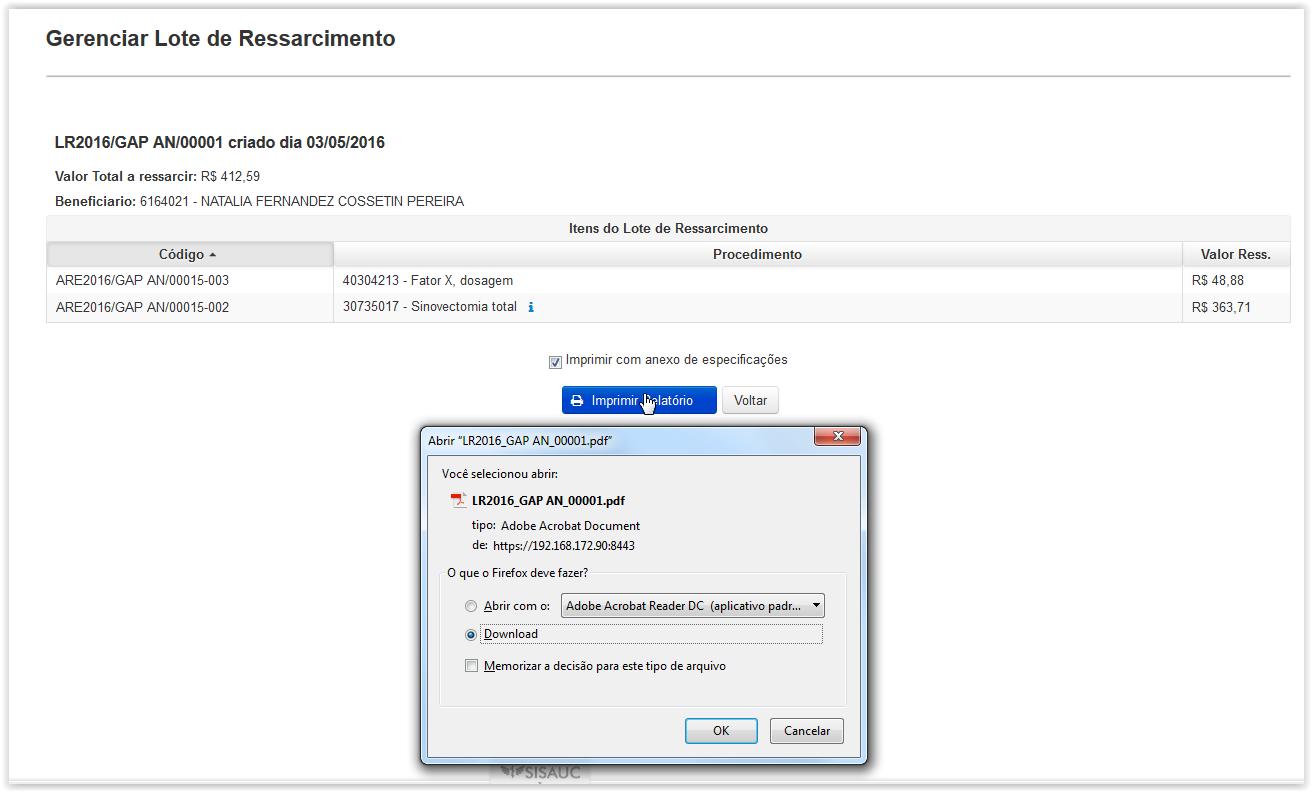 Gerenciar Lote de Ressarcimento
LR2016/GAP AN/00001 criado dia 03/05/2016
Valor Total a ressarcir: R$ 412,59
Beneficiario: 6164021 - NATALIA FERNANDEZ COSSETIN PEREIRA
Itens do Lote de Ressarcimento
Código Procedimento Valor Ress.
ARE2016/GAP AN/00015-003 40304213 - Fator X, dosagem R$ 48,88
ARE2016/GAP AN/00015-002 30735017 - Sinovectomia total i R$ 363,71
Imprimir com anexo de especificações
Imprimir Relatório Voltar
Abrir "LR2016_GAP AN_00001.pdf"
Você selecionou abrir:
LR2016_GAP AN_00001.pdf
tipo: Adobe Acrobat Document
de: https://192.168.172.90:8443
O que o Firefox deve fazer?
Abrir com o: Adobe Acrobat Reader DC (aplicativo padr...
Download
Memorizar a decisão para este tipo de arquivo
OK Cancelar
SISAUC